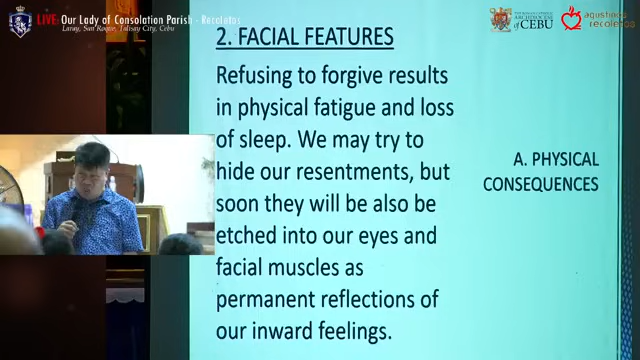 LIVE: Our Lady of Consolation Parish - Recoletos
Laray, San Roque, Talisay City, Cebu
ARCHDIOCESE
of CEBU
agustinos
recoletos
2. FACIAL FEATURES
Refusing to forgive results
in physical fatigue and loss
of sleep. We may try to
hide our resentments, but
soon they will be also be
etched into our eyes and
facial muscles as
permanent reflections of
our inward feelings.
A. PHYSICAL
CONSEQUENCES